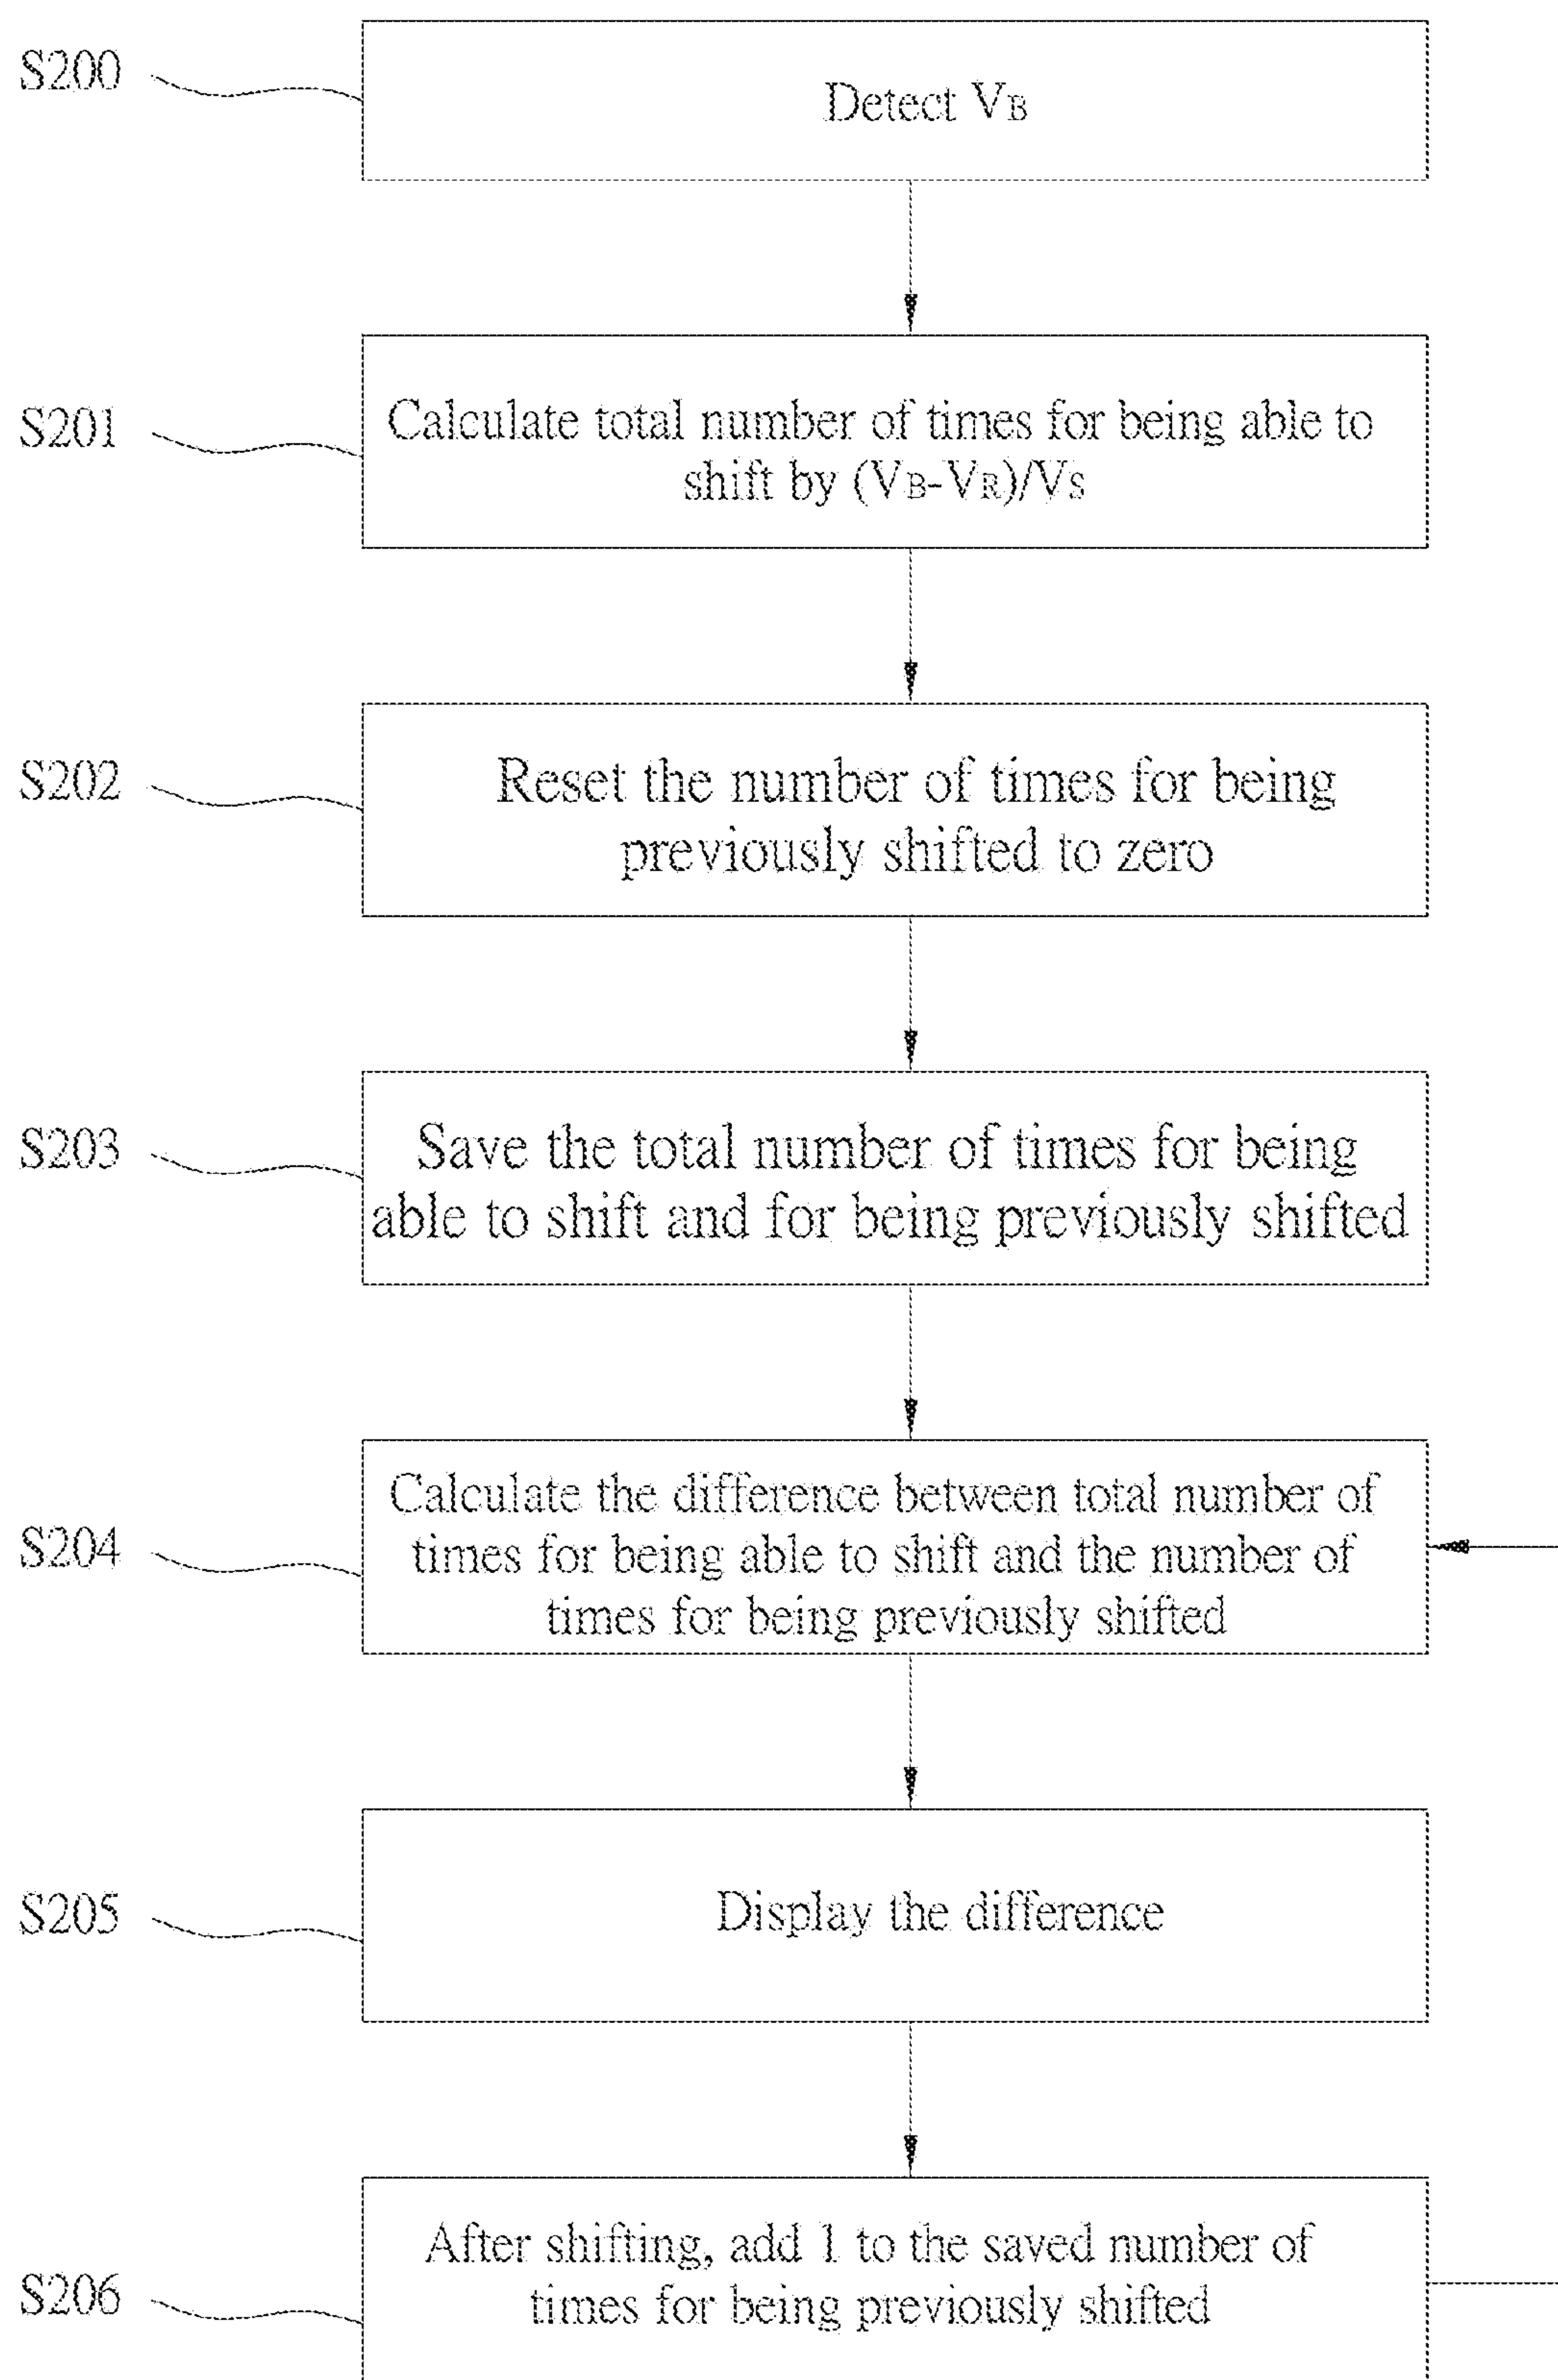 S200
Detect VB
S201
Calculate total number of times for being able to
shift by (VB-VR)/VS
S202
Reset the number of times for being
previously shifted to zero
S203
Save the total number of times for being
able to shift and for being previously shifted
S204
Calculate the difference between total number of
times for being able to shift and the number of
times for being previously shifted
S205
Display the difference
S206
After shifting, add 1 to the saved number of
times for being previously shifted